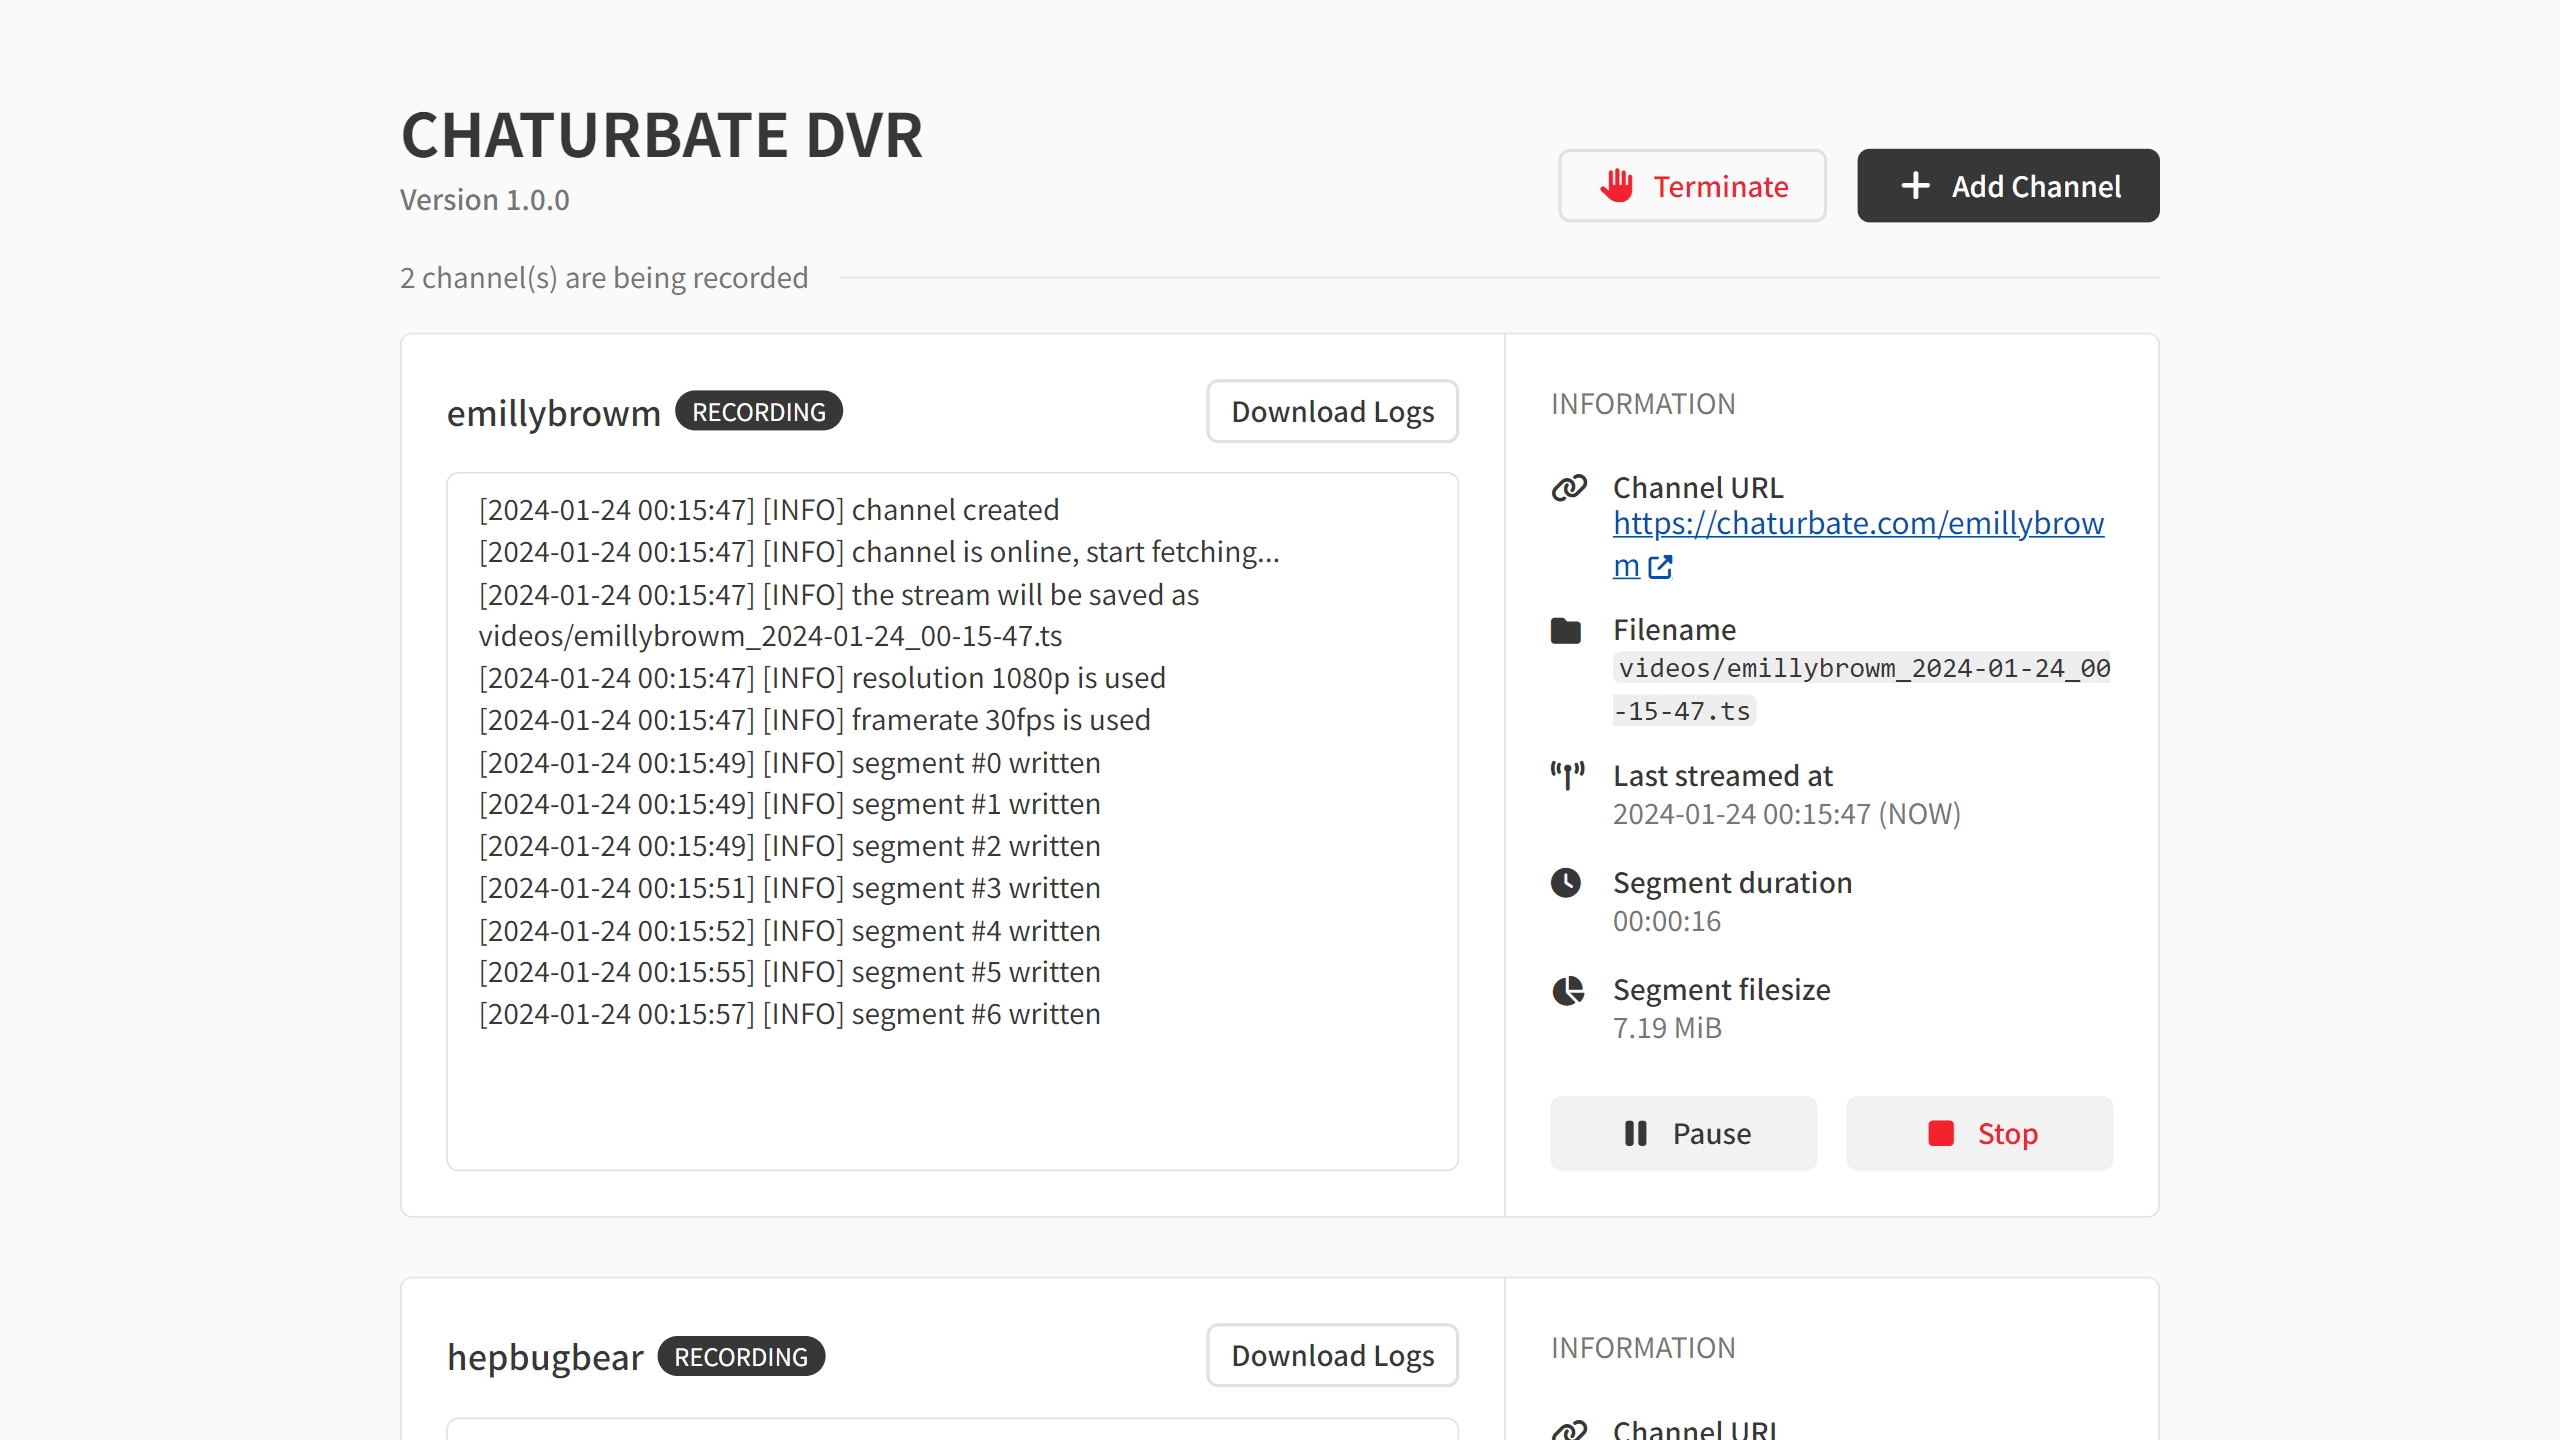 CHATURBATE DVR
Version 1.0.0
Terminate
Add Channel
2 channel(s) are being recorded
emillybrowm RECORDING
Download Logs
[2024-01-24 00:15:47] [INFO] channel created
[2024-01-24 00:15:47] [INFO] channel is online, start fetching...
[2024-01-24 00:15:47] [INFO] the stream will be saved as
videos/emillybrowm_2024-01-24_00-15-47.ts
[2024-01-24 00:15:47] [INFO] resolution 1080p is used
[2024-01-24 00:15:47] [INFO] framerate 30fps is used
[2024-01-24 00:15:49] [INFO] segment #0 written
[2024-01-24 00:15:49] [INFO] segment #1 written
[2024-01-24 00:15:49] [INFO] segment #2 written
[2024-01-24 00:15:51] [INFO] segment #3 written
[2024-01-24 00:15:52] [INFO] segment #4 written
[2024-01-24 00:15:55] [INFO] segment #5 written
[2024-01-24 00:15:57] [INFO] segment #6 written
INFORMATION
Channel URL
https://chaturbate.com/emillybrow
m
Filename
videos/emillybrowm_2024-01-24_00
-15-47.ts
Last streamed at
2024-01-24 00:15:47 (NOW)
Segment duration
00:00:16
Segment filesize
7.19 MiB
Pause
Stop
hepbugbear RECORDING
Download Logs
INFORMATION
Channel URL